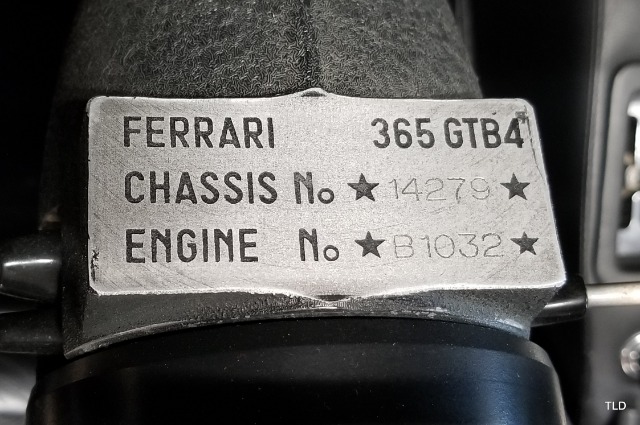 FERRARI 365 GTB4
CHASSIS No ★ 14279 ★
ENGINE No ★ B1032 ★
TLD